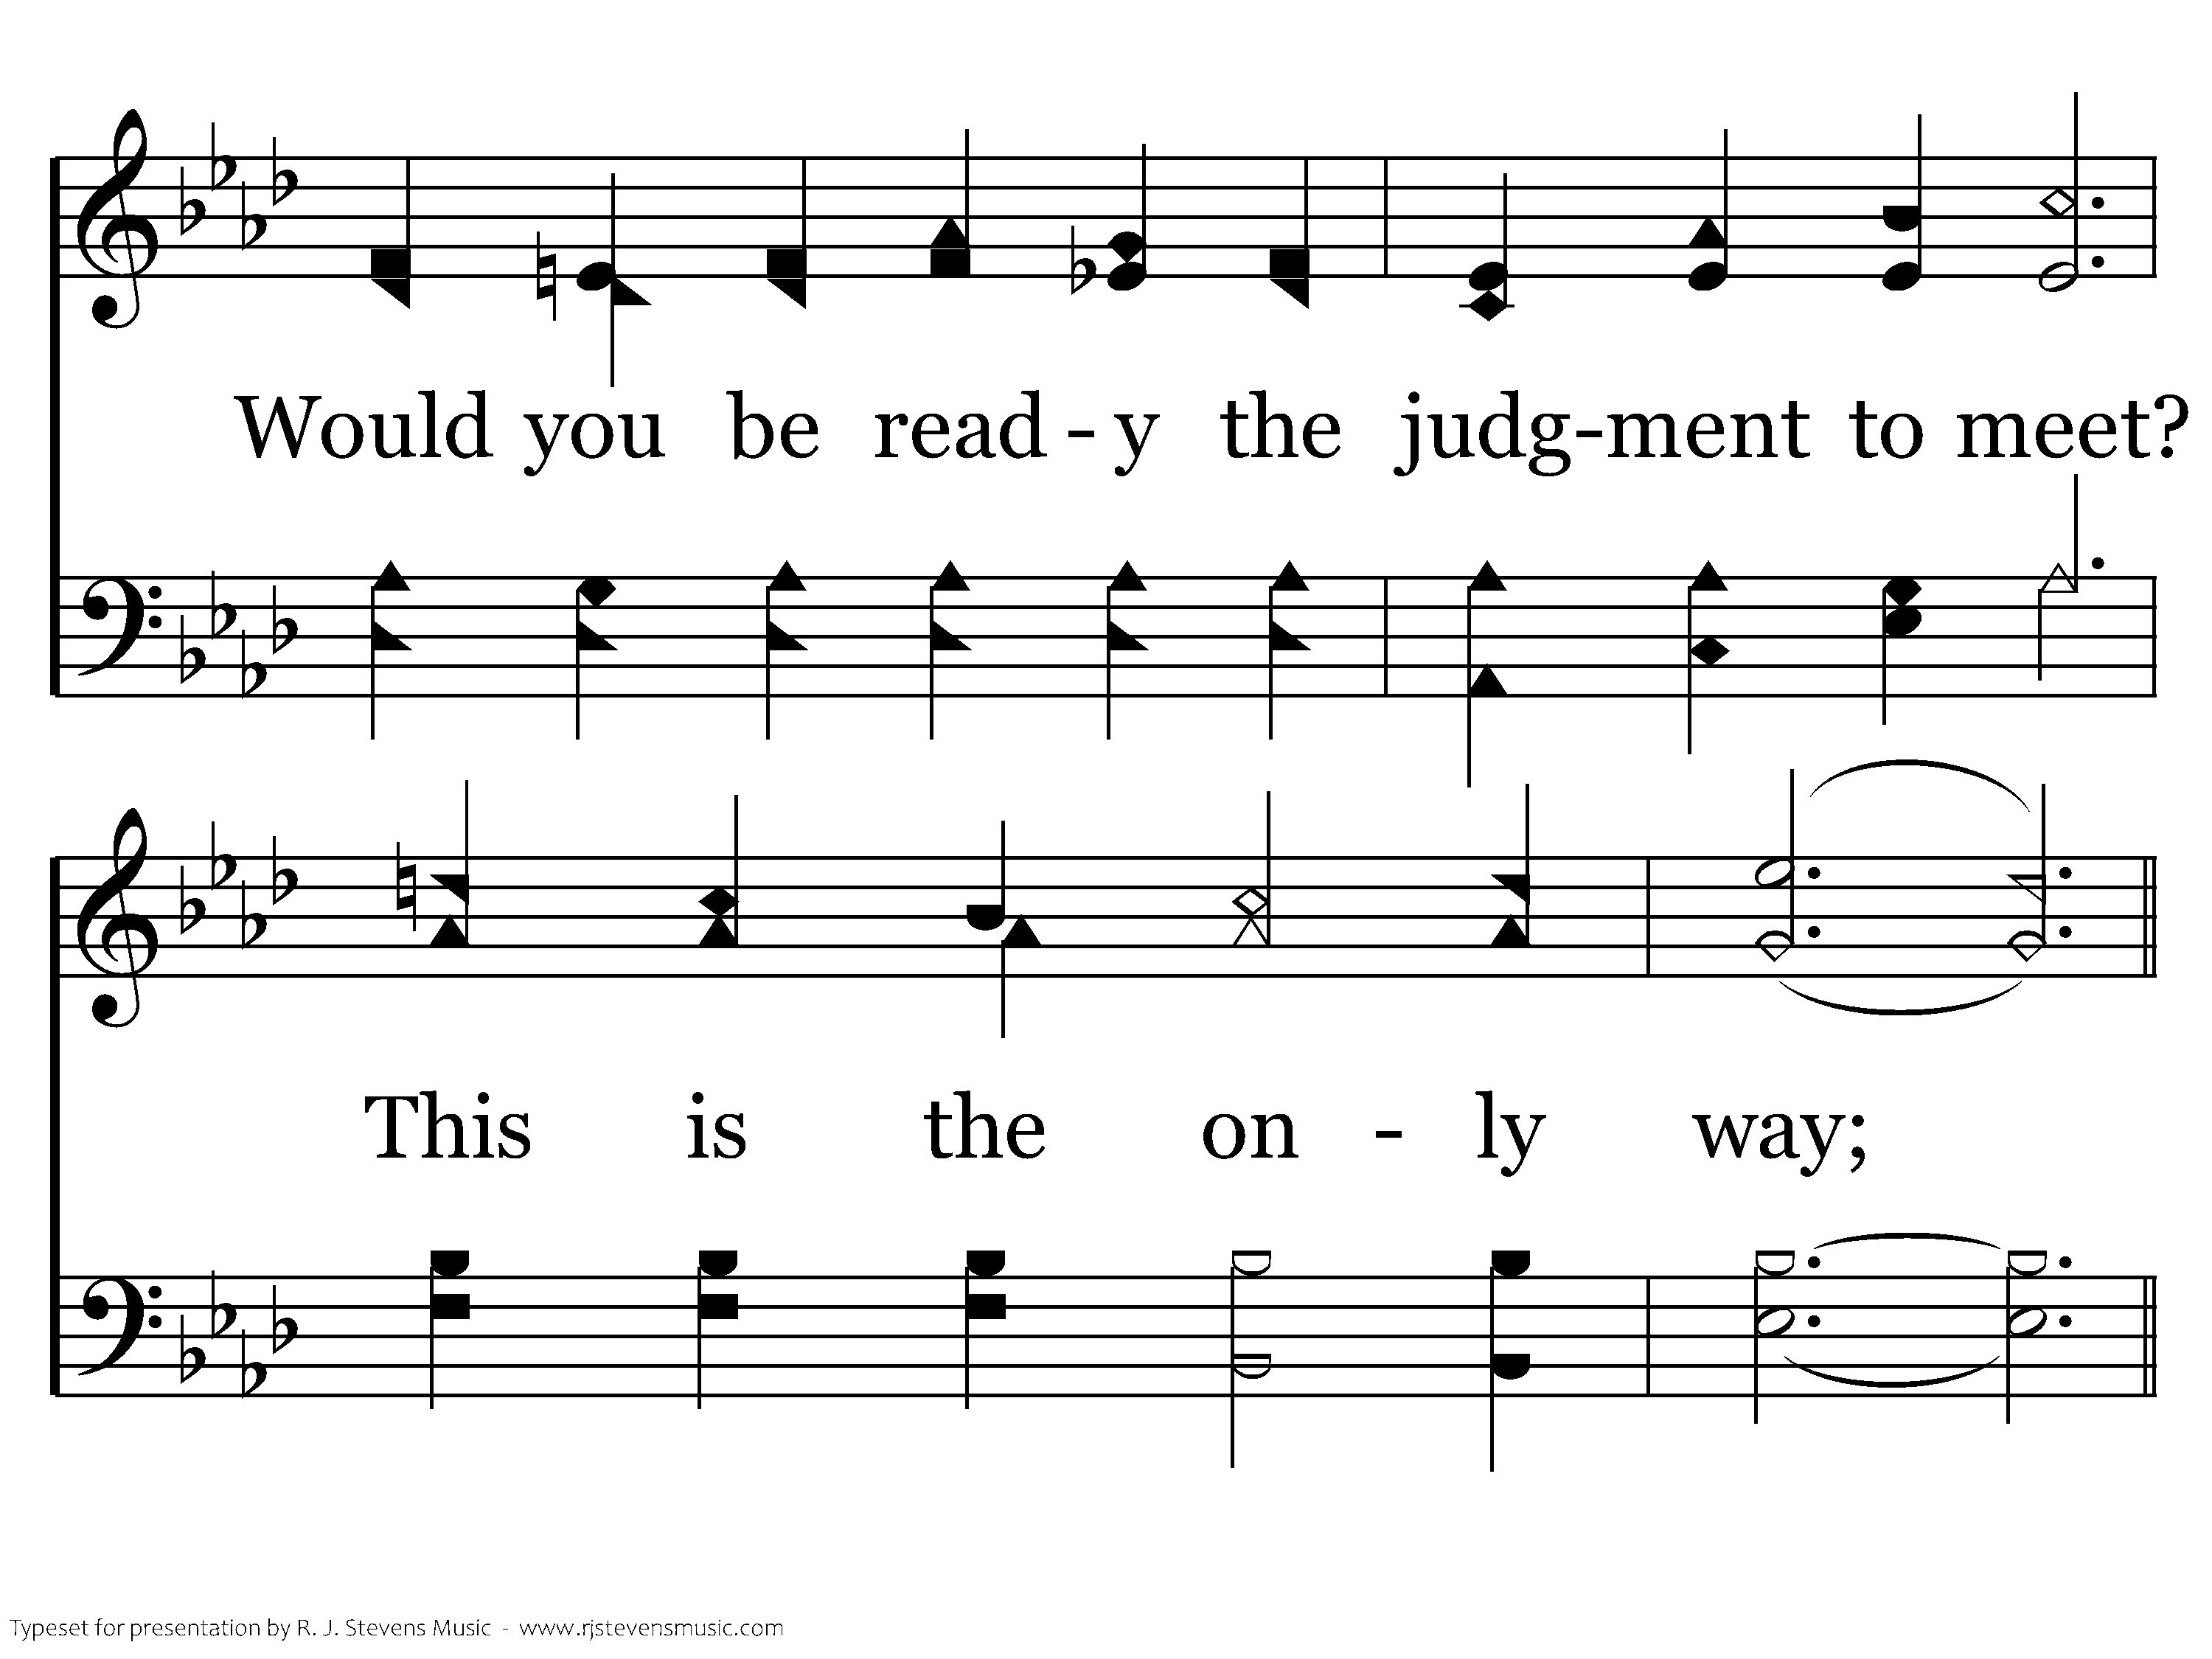 Would you be read - y the judg-ment to meet?
This is the on - ly way;
Typeset for presentation by R. J. Stevens Music - www.rjstevensmusic.com